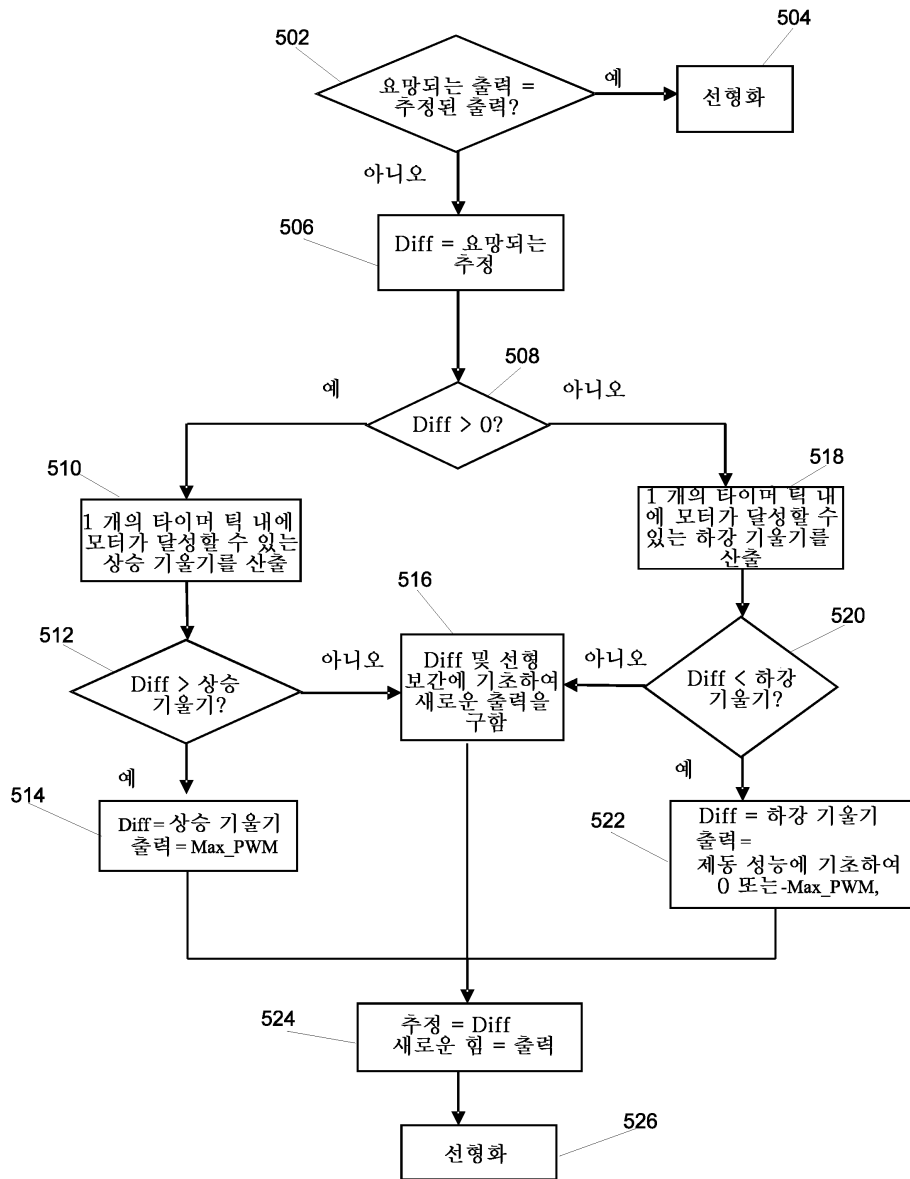 502
요망되는 출력 =
추정된 출력?
예
504
선형화
아니오
506
Diff = 요망되는
추정
508
예
아니오
Diff > 0?
510
1 개의 타이머 틱 내에
모터가 달성할 수 있는
상승 기울기를 산출
518
1 개의 타이머 틱 내
에 모터가 달성할 수
있는 하강 기울기를
산출
512
Diff > 상승
기울기?
아니오
516
Diff 및 선형
보간에 기초하여
새로운 출력을
구함
아니오
520
Diff < 하강
기울기?
예
514
Diff = 상승 기울기
출력 = Max_PWM
예
522
Diff = 하강 기울기
출력=
제동 성능에 기초하여
0 또는-Max_PWM,
524
추정 = Diff
새로운 힘 = 출력
526
선형화